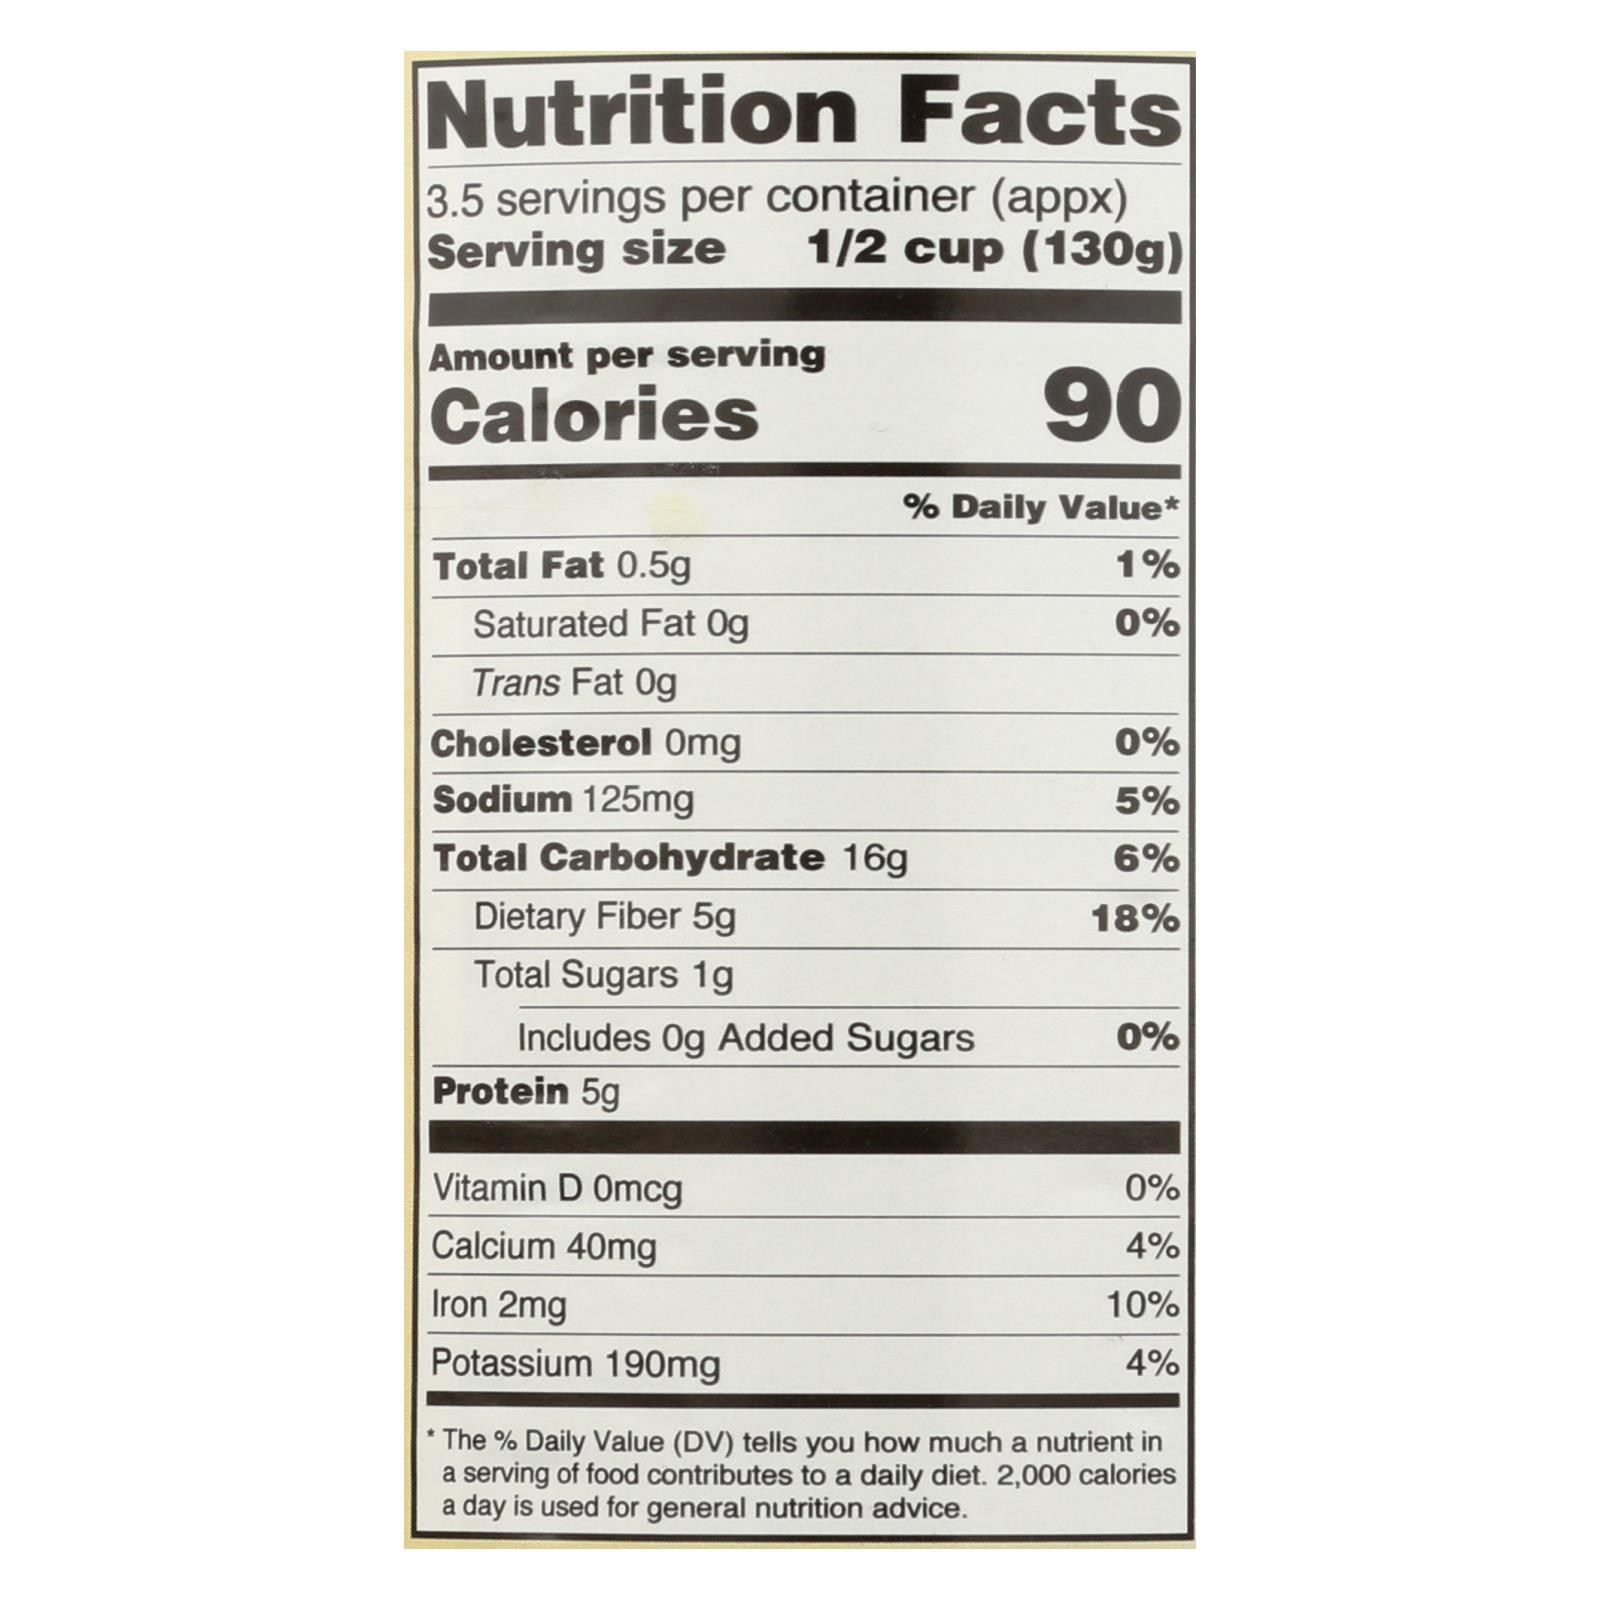 Nutrition Facts
3.5 servings per container (appx)
Serving size 1/2 cup (130g)
Amount per serving
Calories 90
% Daily Value*
Total Fat 0.5g 1%
Saturated Fat 0g 0%
Trans Fat 0g
Cholesterol 0mg 0%
Sodium 125mg 5%
Total Carbohydrate 16g 6%
Dietary Fiber 5g 18%
Total Sugars 1g
Includes 0g Added Sugars 0%
Protein 5g
Vitamin D 0mcg 0%
Calcium 40mg 4%
Iron 2mg 10%
Potassium 190mg 4%
* The % Daily Value (DV) tells you how much a nutrient in
a serving of food contributes to a daily diet. 2,000 calories
a day is used for general nutrition advice.